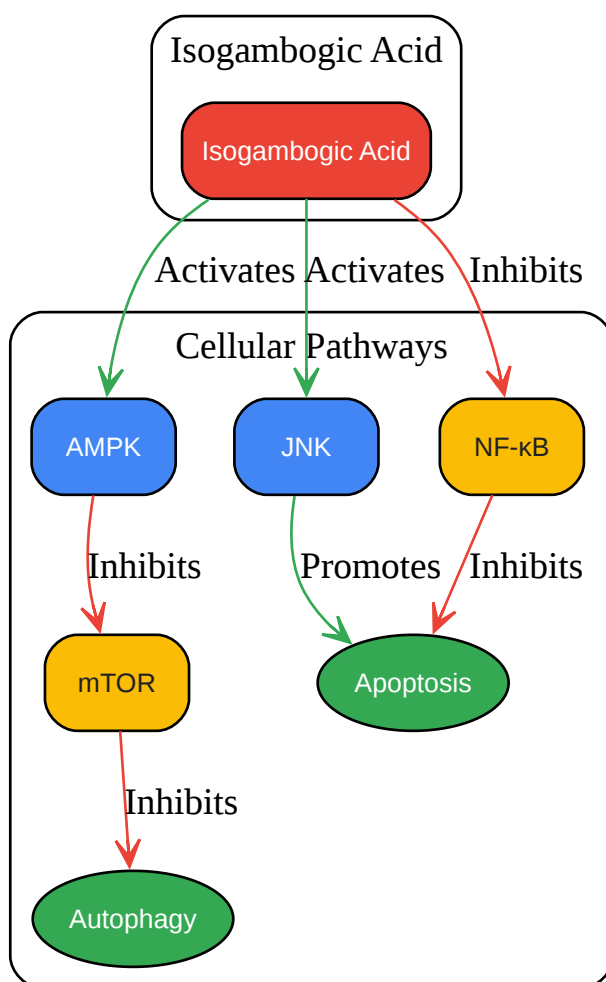 Isogambogic Acid
Isogambogic Acid
Activates
Activates
Inhibits
Cellular Pathways
AMPK
JNK
NF-κB
Inhibits
Promotes
Inhibits
mTOR
Apoptosis
Inhibits
Autophagy